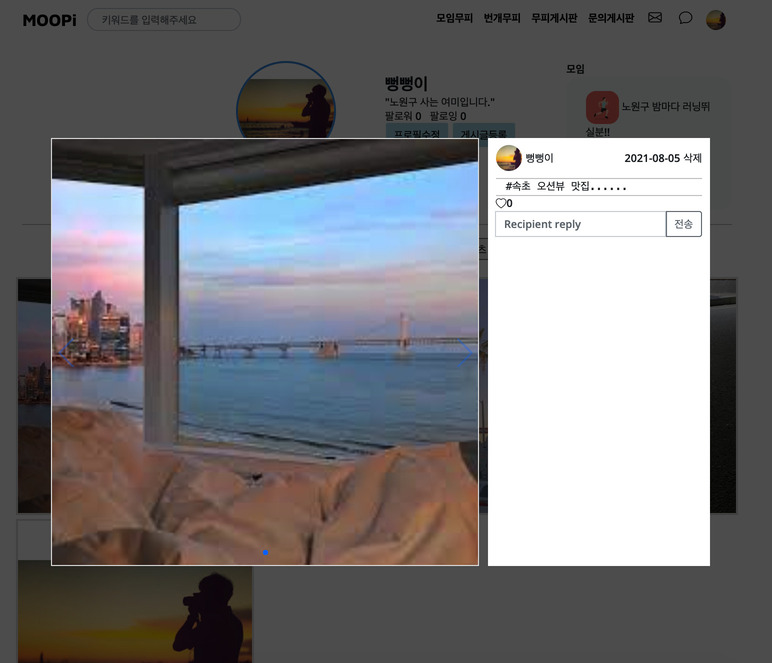 MOOPi
키워드를 입력해주세요
모임무피 번개무피 무피게시판 문의게시판
뻥뻥이
"노원구 사는 여미입니다."
팔로워 0 팔로잉 0
프로필수정 게시글등록
모임
노원구 밤마다 러닝뛰
실분!!
뻥뻥이
2021-08-05 삭제
#속초 오션뷰 맛집......
0
Recipient reply
전송